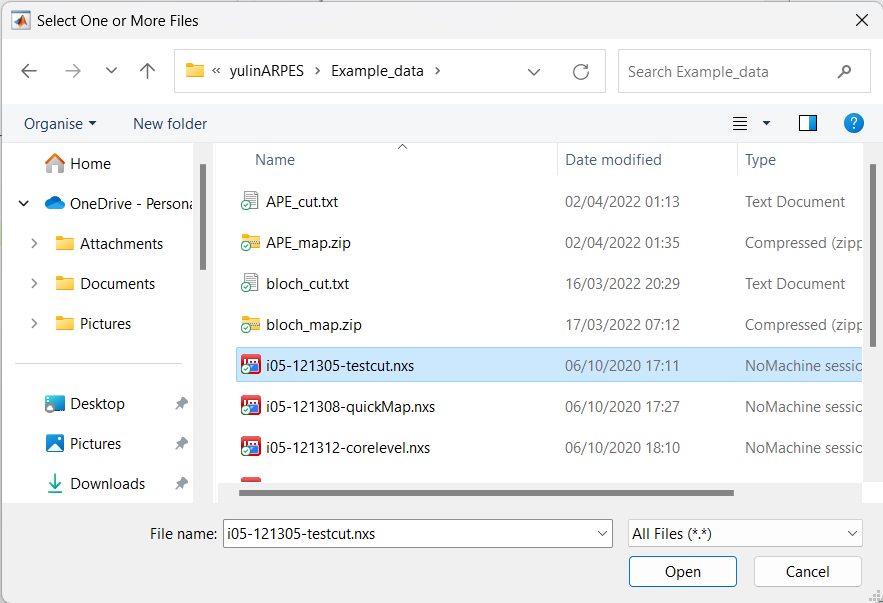 Select One or More Files
« yulinARPES > Example_data >
Search Example_data
Organise New folder
Name Date modified Type
Home
OneDrive - Persona
Attachments
Documents
Pictures
Desktop
Pictures
Downloads
APE_cut.txt 02/04/2022 01:13 Text Document
APE_map.zip 02/04/2022 01:35 Compressed (zipp
bloch_cut.txt 16/03/2022 20:29 Text Document
bloch_map.zip 17/03/2022 07:12 Compressed (zipp
i05-121305-testcut.nxs 06/10/2020 17:11 NoMachine sessio
i05-121308-quickMap.nxs 06/10/2020 17:27 NoMachine sessio
i05-121312-corelevel.nxs 06/10/2020 18:10 NoMachine sessio
File name: i05-121305-testcut.nxs All Files (*.*)
Open Cancel